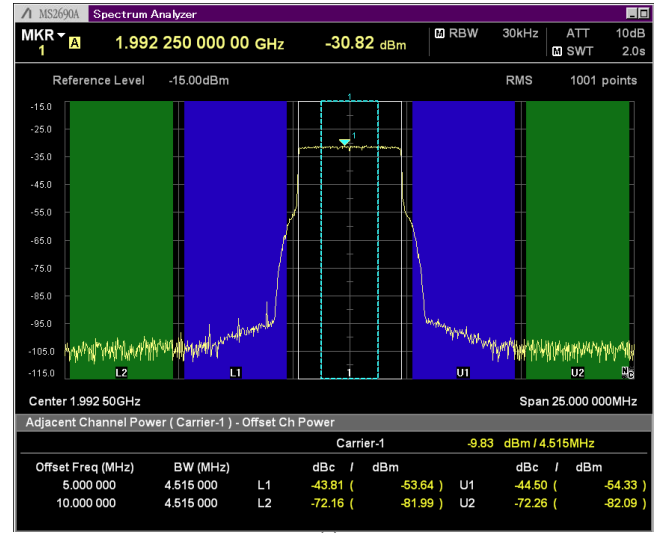 MS2690A Spectrum Analyzer
MKR A 1.992 250 000 00 GHz -30.82 dBm M RBW 30kHz ATT 10dB
1 M SWT 2.0s
Reference Level -15.00dBm RMS 1001 points
1
-15.0
-25.0
1
-35.0
-45.0
-55.0
-65.0
-75.0
-85.0
-95.0
-105.0
-115.0 L2 L1 1 U1 U2
Center 1.992 50GHz Span 25.000 000MHz
Adjacent Channel Power ( Carrier-1 ) - Offset Ch Power
Carrier-1 -9.83 dBm / 4.515MHz
Offset Freq (MHz) BW (MHz) dBc / dBm dBc / dBm
5.000 000 4.515 000 L1 -43.81 ( -53.64 ) U1 -44.50 ( -54.33 )
10.000 000 4.515 000 L2 -72.16 ( -81.99 ) U2 -72.26 ( -82.09 )